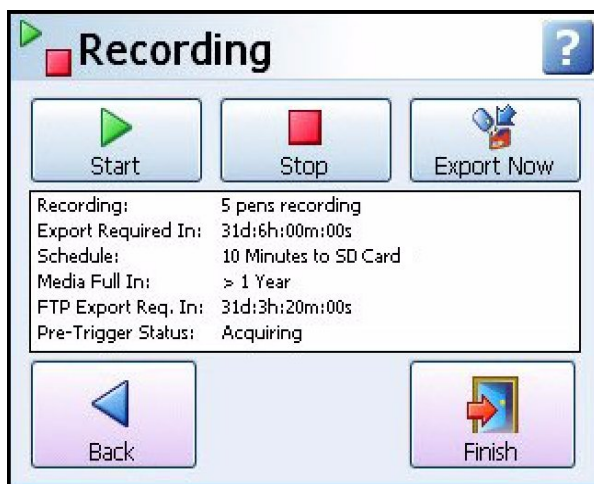 Recording
?
Start
Stop
Export Now
Recording: 5 pens recording
Export Required In: 31d:6h:00m:00s
Schedule: 10 Minutes to SD Card
Media Full In: > 1 Year
FTP Export Req. In: 31d:3h:20m:00s
Pre-Trigger Status: Acquiring
Back
Finish